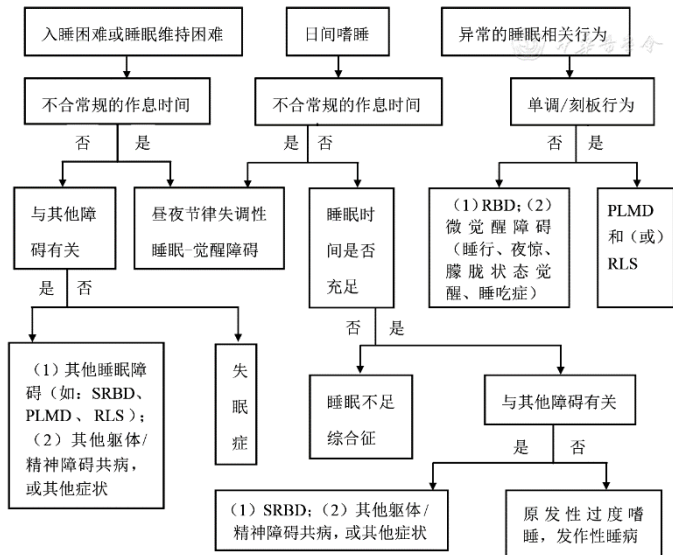 入睡困难或睡眠维持困难
日间嗜睡
异常的睡眠相关行为
不合常规的作息时间
不合常规的作息时间
单调/刻板行为
否
是
是
否
否
是
与其他障
碍有关
昼夜节律失调性
睡眠-觉醒障碍
睡眠时
间是否
充足
(1)RBD;(2)
微觉醒障碍
(睡行、夜惊、
朦胧状态觉
醒、睡吃症)
PLMD
和(或)
RLS
是
否
否
是
(1)其他睡眠障
碍(如:SRBD、
PLMD、RLS);
(2)其他躯体/
精神障碍共病,
或其他症状
失
眠
症
睡眠不足
综合征
与其他障碍有关
是
否
(1)SRBD;(2)其他躯体/
精神障碍共病,或其他症状
原发性过度嗜
睡,发作性睡病